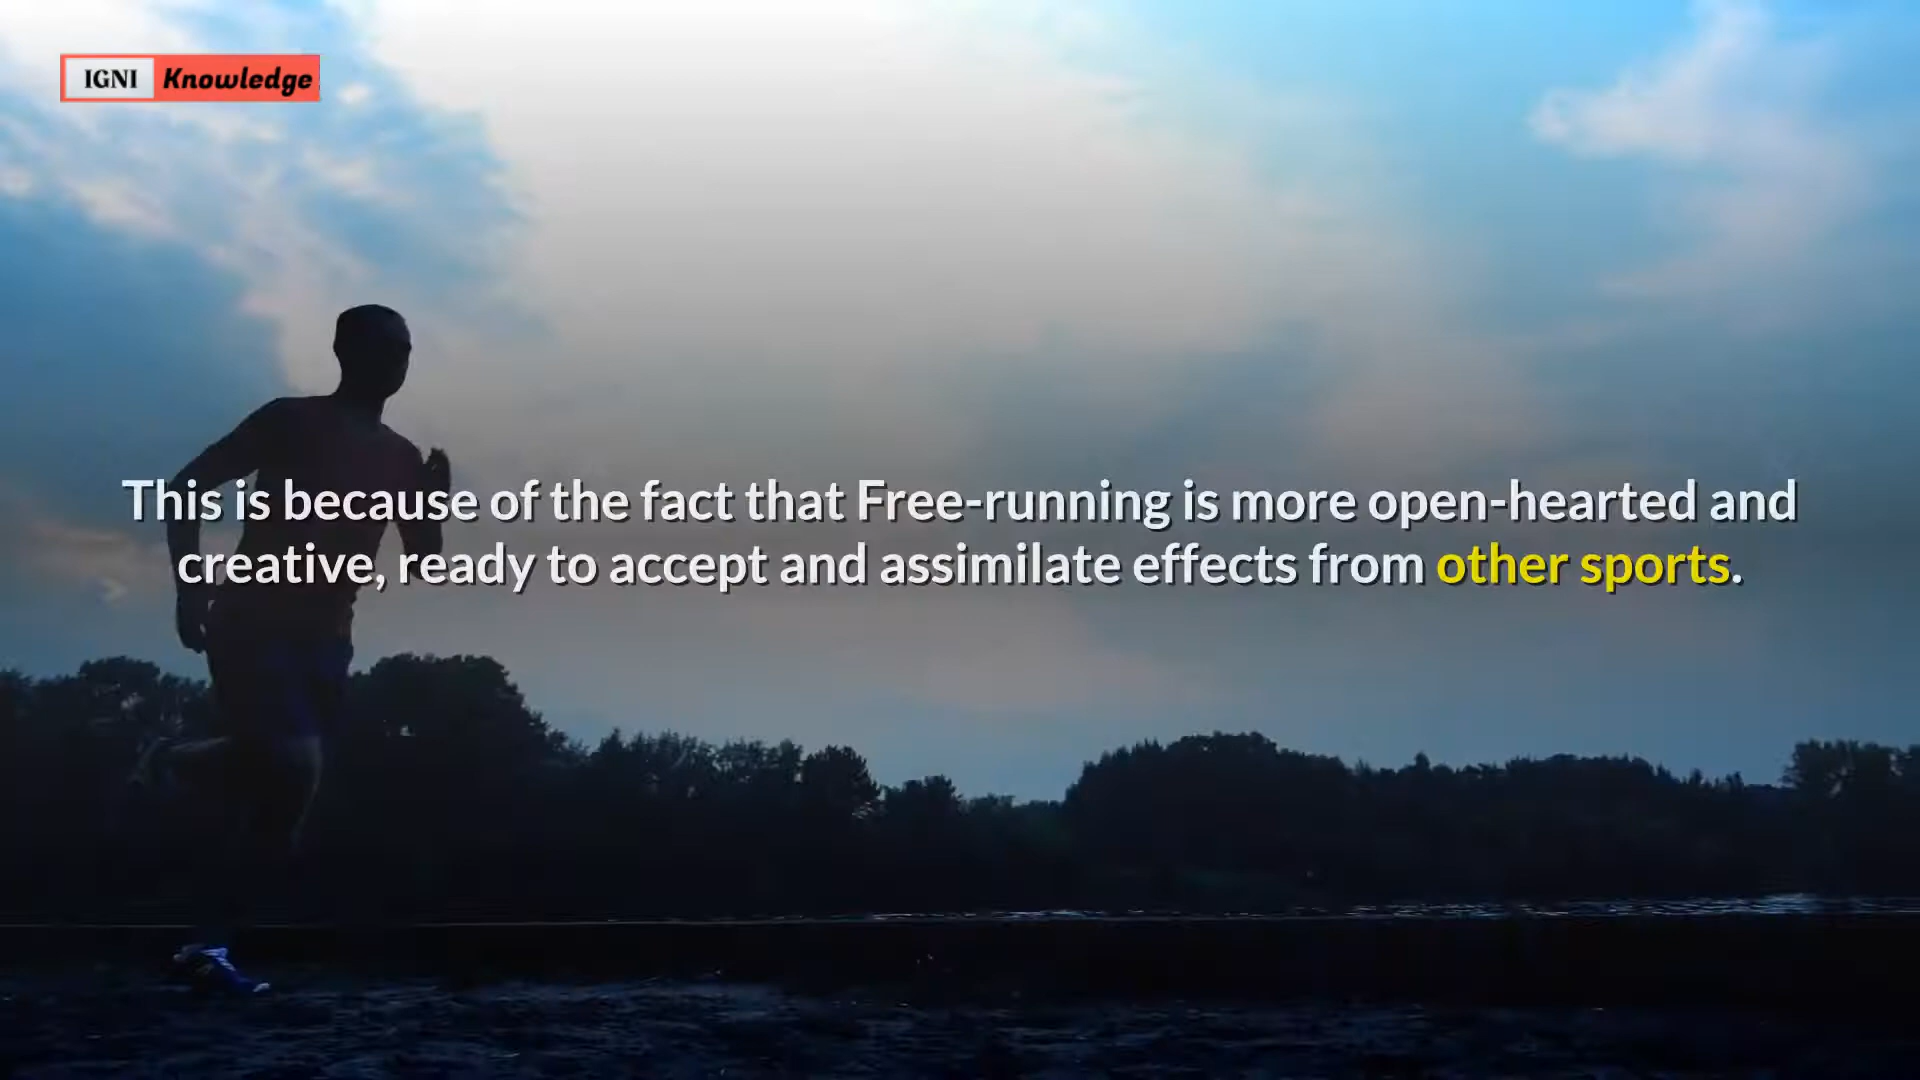 IGNI Knowledge
This is because of the fact that Free-running is more open-hearted and
creative, ready to accept and assimilate effects from other sports.